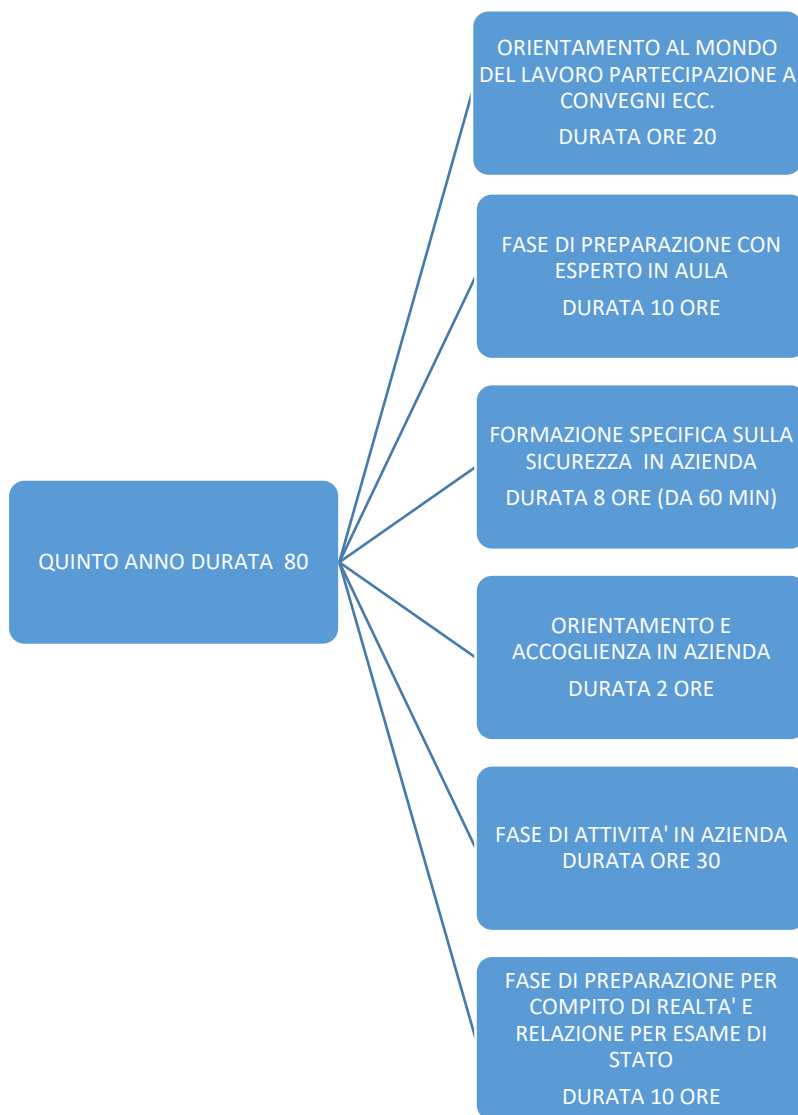 ORIENTAMENTO AL MONDO
DEL LAVORO PARTECIPAZIONE A
CONVEGNI ECC.
DURATA ORE 20
FASE DI PREPARAZIONE CON
ESPERTO IN AULA
DURATA 10 ORE
FORMAZIONE SPECIFICA SULLA
SICUREZZA IN AZIENDA
DURATA 8 ORE (DA 60 MIN)
QUINTO ANNO DURATA 80
ORIENTAMENTO E
ACCOGLIENZA IN AZIENDA
DURATA 2 ORE
FASE DI ATTIVITA' IN AZIENDA
DURATA ORE 30
FASE DI PREPARAZIONE PER
COMPITO DI REALTA' E
RELAZIONE PER ESAME DI
STATO
DURATA 10 ORE